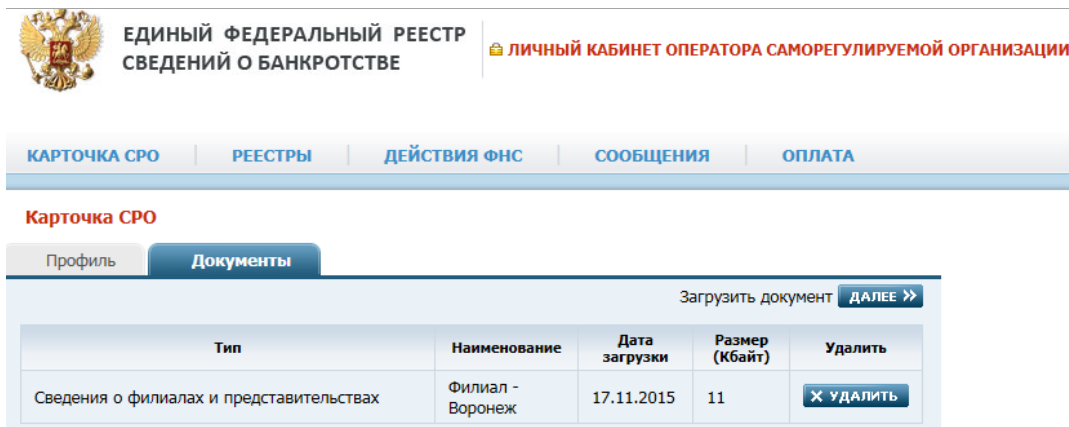 ЕДИНЫЙ ФЕДЕРАЛЬНЫЙ РЕЕСТР
СВЕДЕНИЙ О БАНКРОТСТВЕ
ЛИЧНЫЙ КАБИНЕТ ОПЕРАТОРА САМОРЕГУЛИРУЕМОЙ ОРГАНИЗАЦИИ
КАРТОЧКА СРО РЕЕСТРЫ ДЕЙСТВИЯ ФНС СООБЩЕНИЯ ОПЛАТА
Карточка СРО
Профиль Документы
Загрузить документ ДАЛЕЕ
Тип Наименование Дата загрузки Размер (Кбайт) Удалить
Сведения о филиалах и представительствах Филиал - Воронеж 17.11.2015 11 УДАЛИТЬ